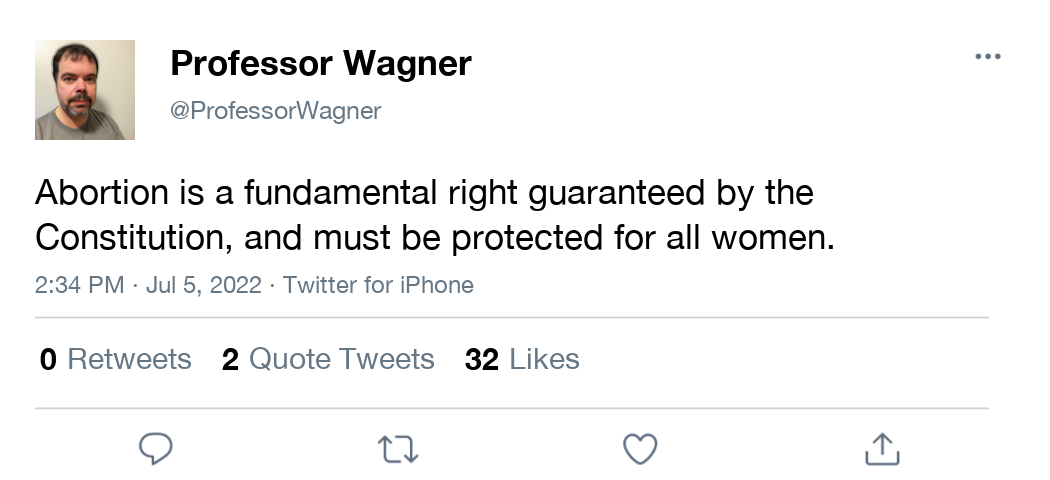 Professor Wagner
@ProfessorWagner
Abortion is a fundamental right guaranteed by the
Constitution, and must be protected for all women.
2:34 PM · Jul 5, 2022 · Twitter for iPhone
0 Retweets 2 Quote Tweets 32 Likes